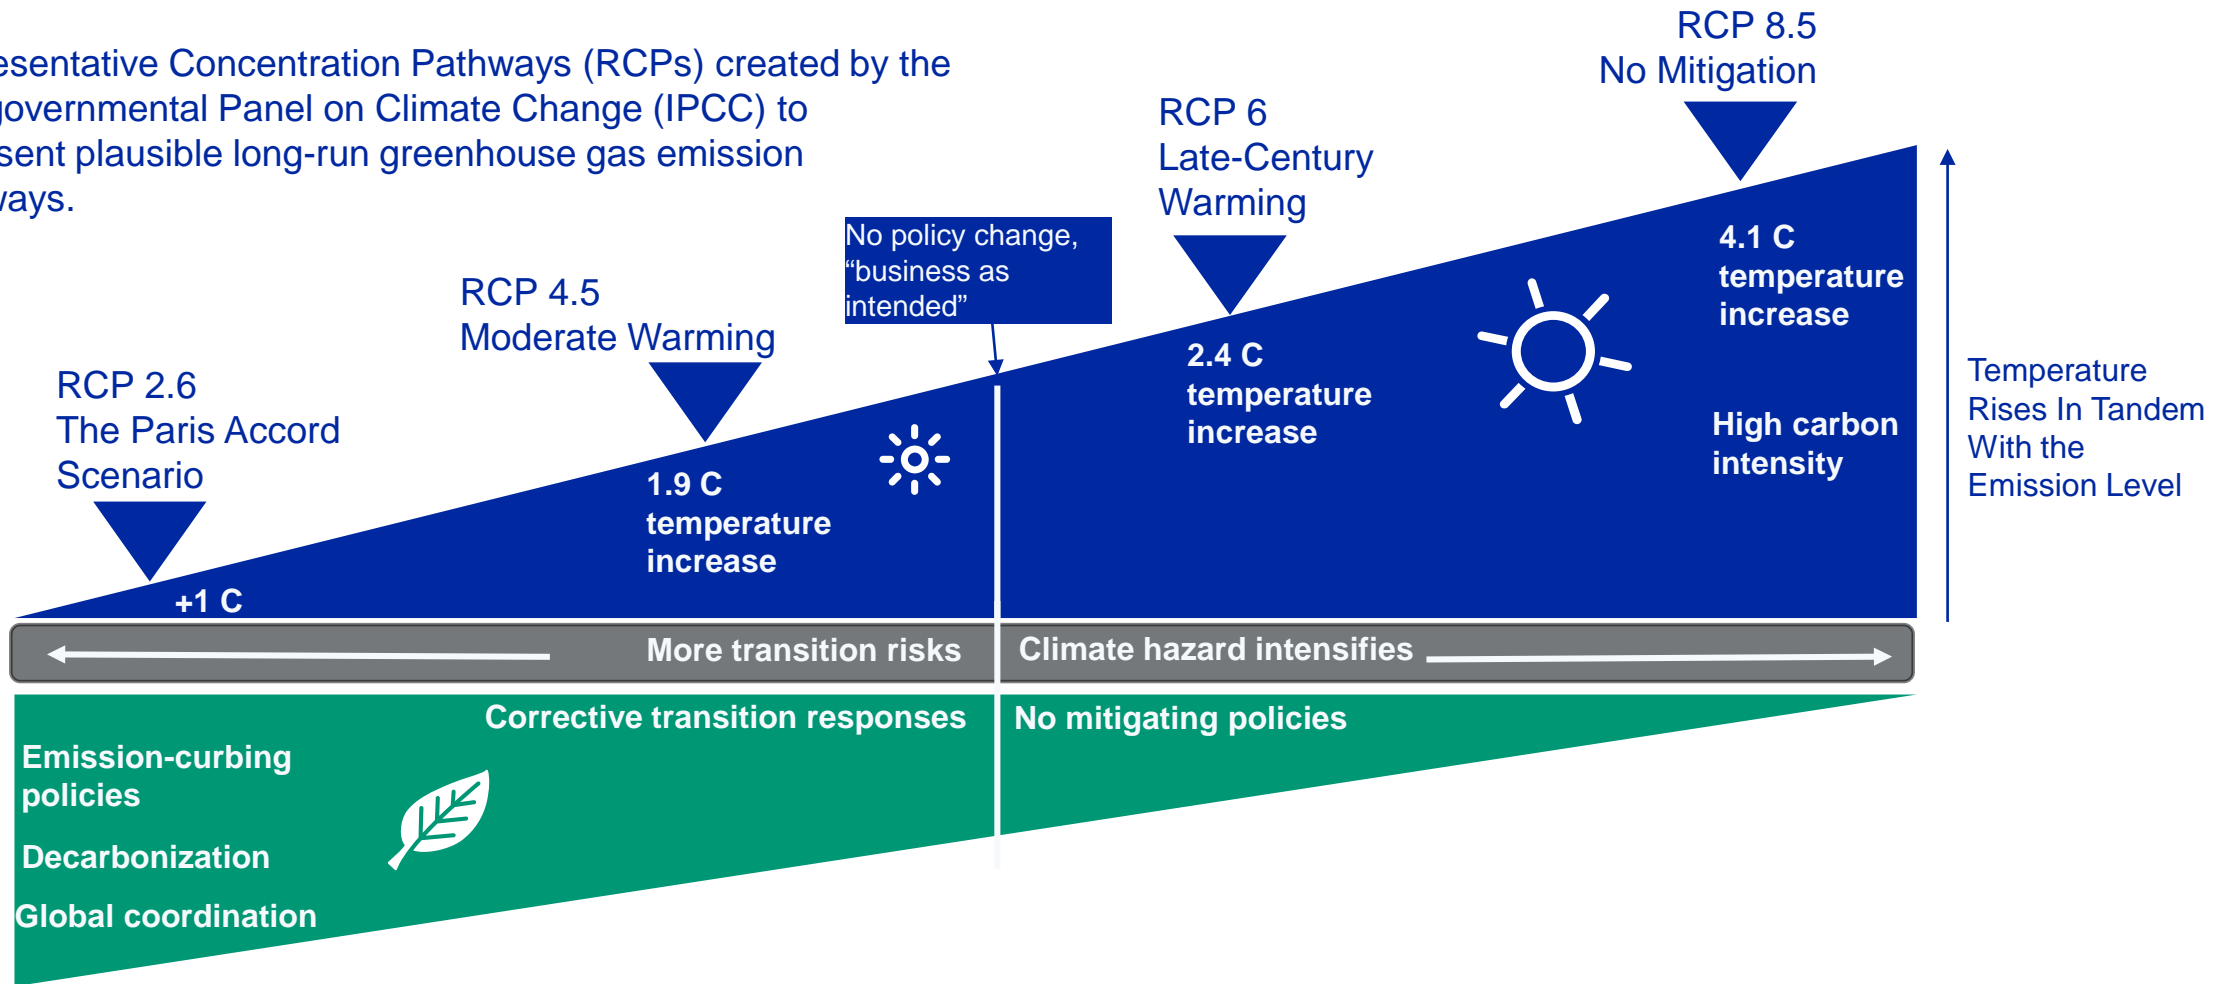 esentative Concentration Pathways (RCPs) created by the
governmental Panel on Climate Change (IPCC) to
sent plausible long-run greenhouse gas emission
ways.
RCP 8.5
No Mitigation
RCP 6
Late-Century
Warming
No policy change,
“business as
intended”
RCP 4.5
Moderate Warming
RCP 2.6
The Paris Accord
Scenario
4.1 C
temperature
increase
2.4 C
temperature
increase
High carbon
intensity
Temperature
Rises In Tandem
With the
Emission Level
1.9 C
temperature
increase
+1 C
More transition risks
Climate hazard intensifies
Corrective transition responses
No mitigating policies
Emission-curbing
policies
Decarbonization
Global coordination